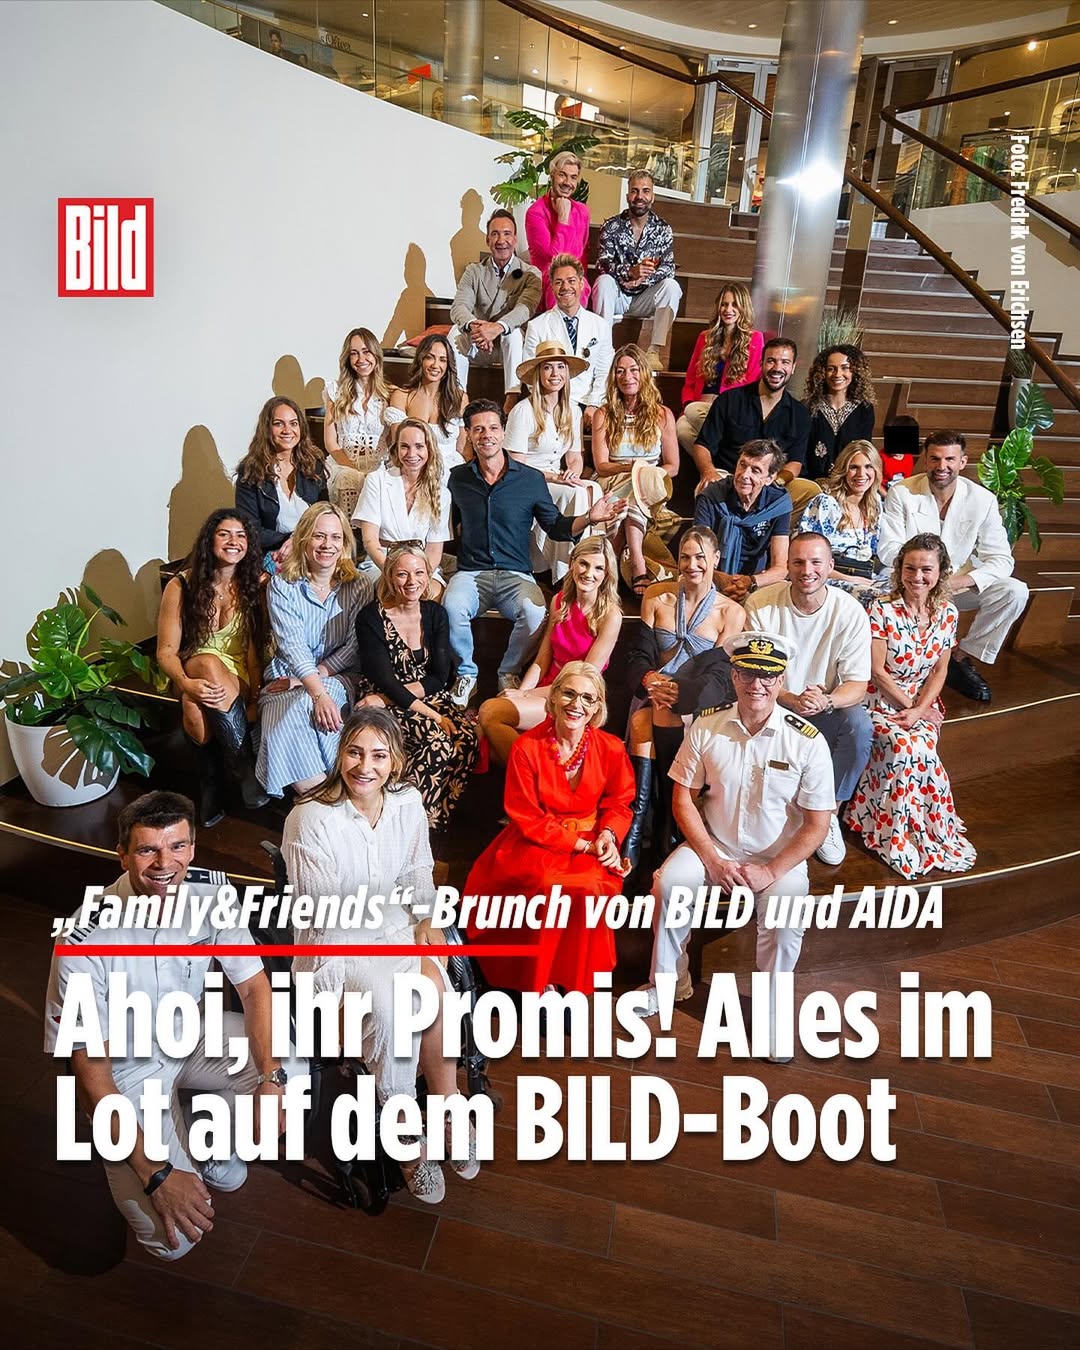 s.Oliver
Bild
Foto: Fredrik von Erichsen
„Family&Friends“-Brunch von BILD und AIDA
Ahoi, ihr Promis! Alles im
Lot auf dem BILD-Boot